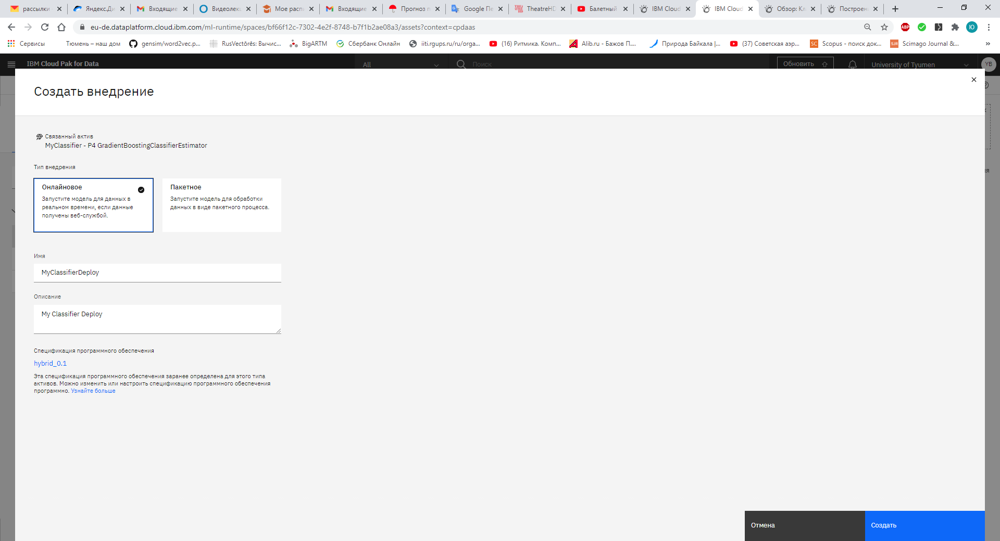 рассылки
Яндекс.Ди
Входящие
Видеолек
Мое расп
Входящие
Прогноз п
Google Пе
TheatreHD
Балетный
IBM Cloud
IBM Cloud
Обзор: Кл
Построен
eu-de.dataplatform.cloud.ibm.com/ml-runtime/spaces/bf66f12c-7302-4e2f-8748-b7f1b2ae08a3/assets?context=cpdaas
ABP
Ю
Сервисы
Тюмень – наш дом
gensim/word2vec.p...
RusVectōrēs: Вычис...
BigARTM
Сбербанк Онлайн
iiti.rgups.ru/ru/orga...
(16) Ритмика. Комп...
Alib.ru - Бажов П....
Природа Байкала |...
(37) Советская аэр...
SC Scopus - поиск док...
SJR Scimago Journal &...
IBM Cloud Pak for Data
All
Поиск
Обновить
University of Tyumen
YB
Создать внедрение
Связанный актив
MyClassifier - P4 GradientBoostingClassifierEstimator
Тип внедрения
Онлайновое
Запустите модель для данных в
реальном времени, если данные
получены веб-службой.
Пакетное
Запустите модель для обработки
данных в виде пакетного процесса.
Имя
MyClassifierDeploy
Описание
My Classifier Deploy
Спецификация программного обеспечения
hybrid_0.1
Эта спецификация программного обеспечения заранее определена для этого типа
активов. Можно изменить или настроить спецификацию программного обеспечения
программно. Узнайте больше
Отмена
Создать